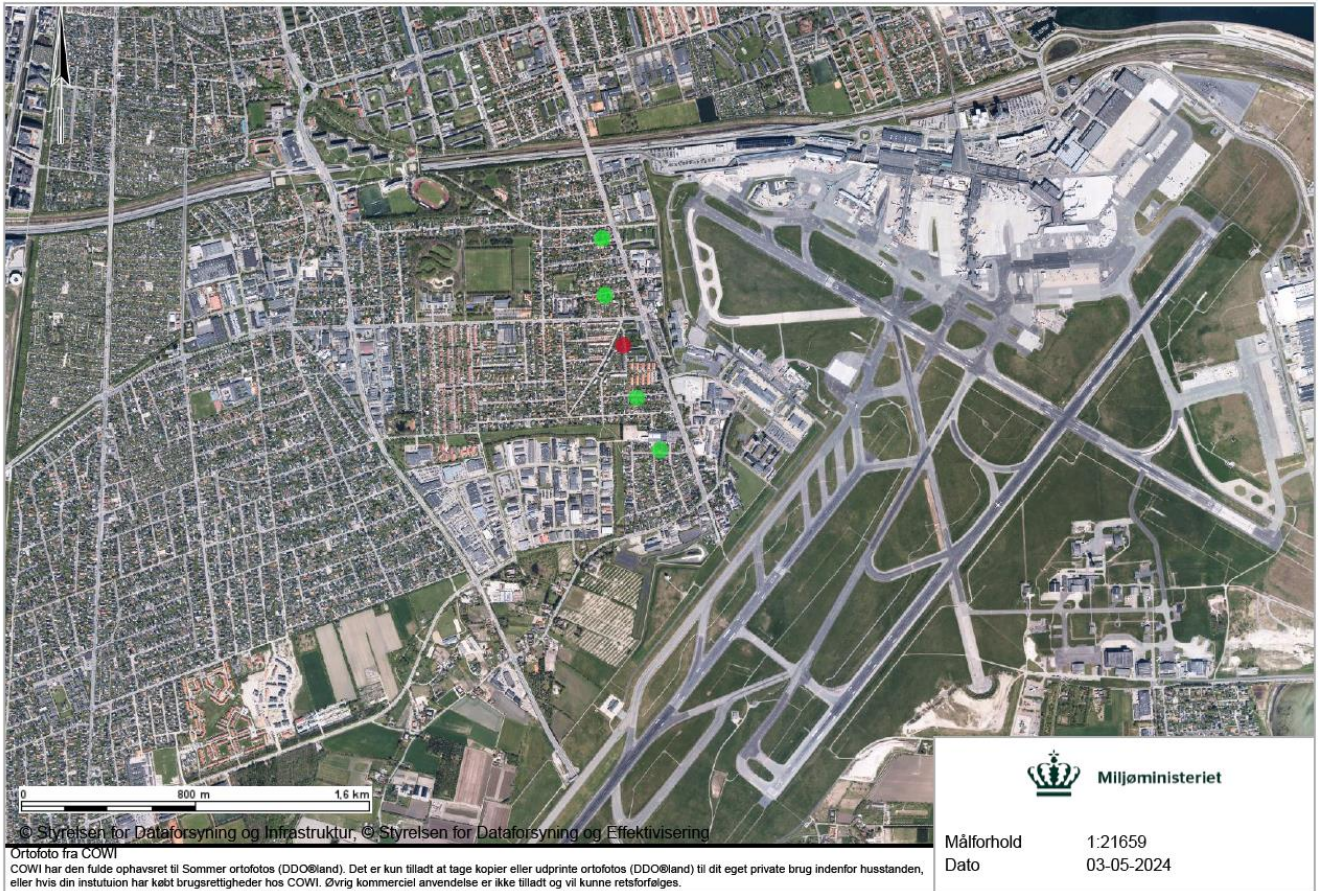 0 800 m 1,6 km
© Styrelsen for Dataforsyning og Infrastruktur, © Styrelsen for Dataforsyning og Effektivisering
Ortofoto fra COWI
COWI har den fulde ophavsret til Sommer ortofotos (DDO®land). Det er kun tilladt at tage kopier eller udprinte ortofotos (DDO®land) til dit eget private brug indenfor husstanden,
eller hvis din instutuion har købt brugsrettigheder hos COWI. Øvrig kommerciel anvendelse er ikke tilladt og vil kunne retsforfølges.
Miljøministeriet
Målforhold 1:21659
Dato 03-05-2024